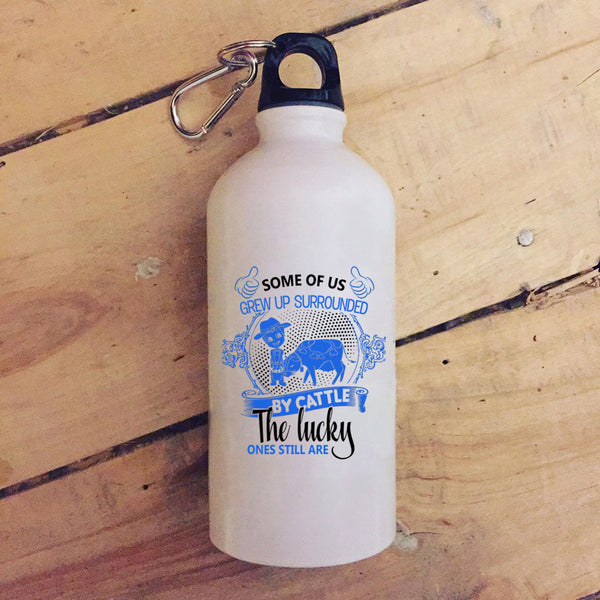 SOME OF US
GREW UP SURROUNDED
BY CATTLE
The lucky
ONES STILL ARE